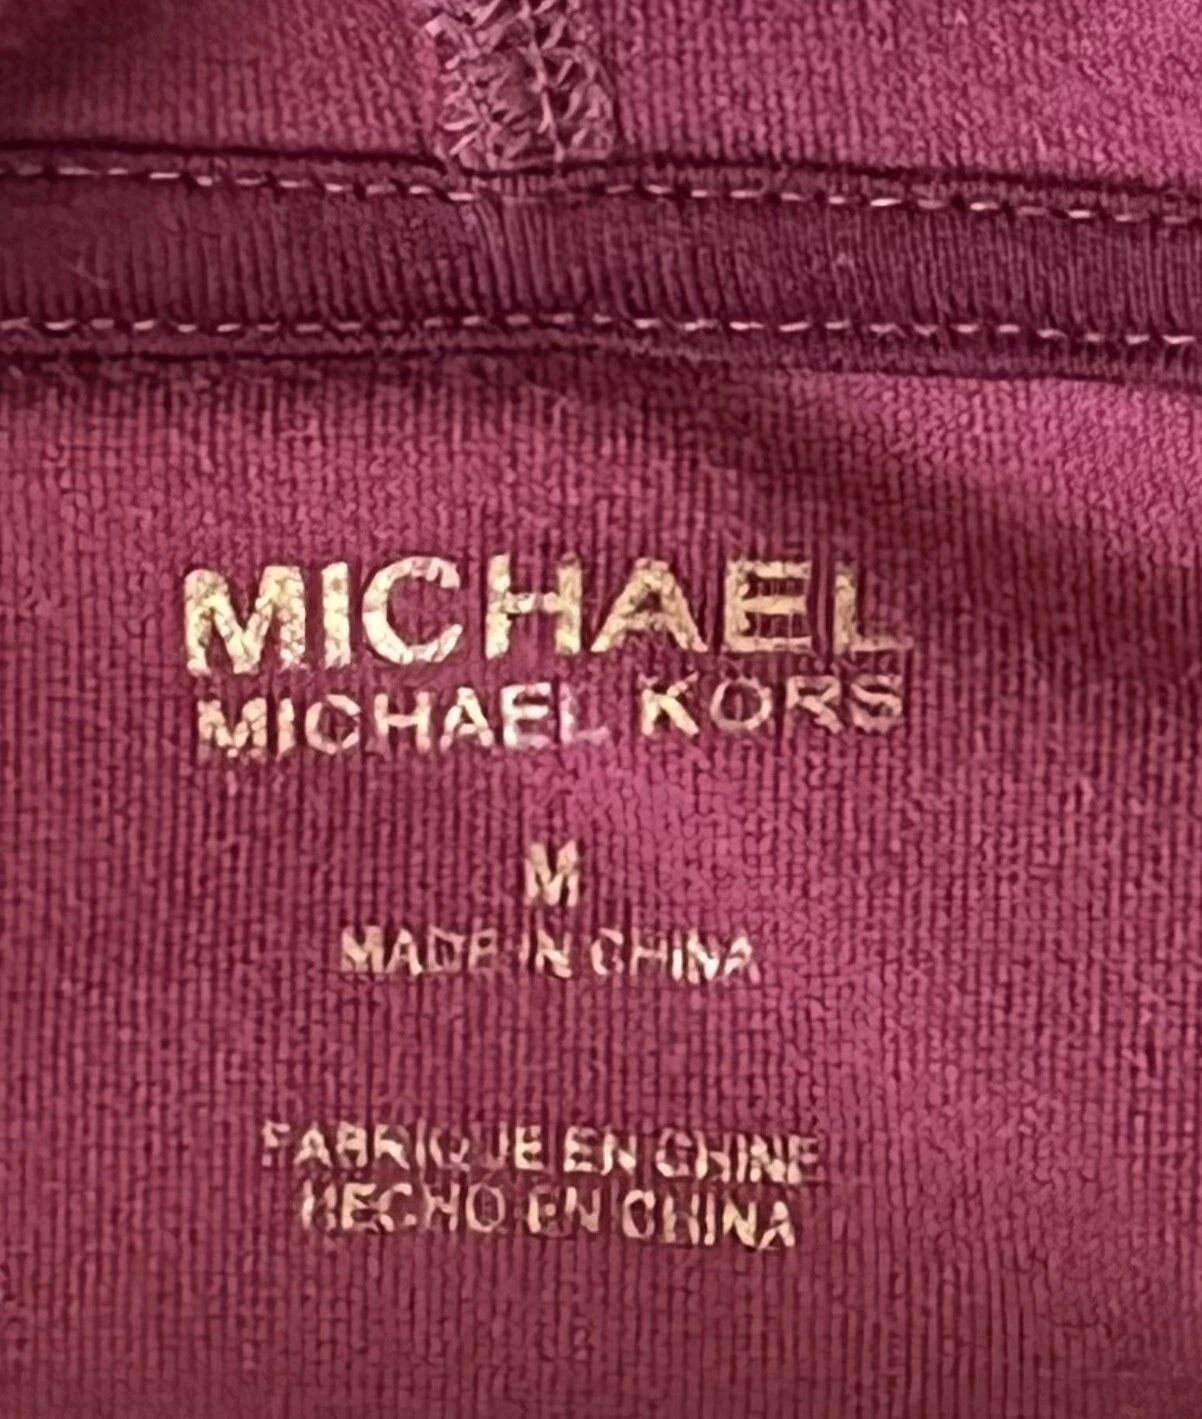 MICHAEL
MICHAEL KORS
M
MADE IN CHINA
FABRIQUE EN CHINE
HECHO EN CHINA